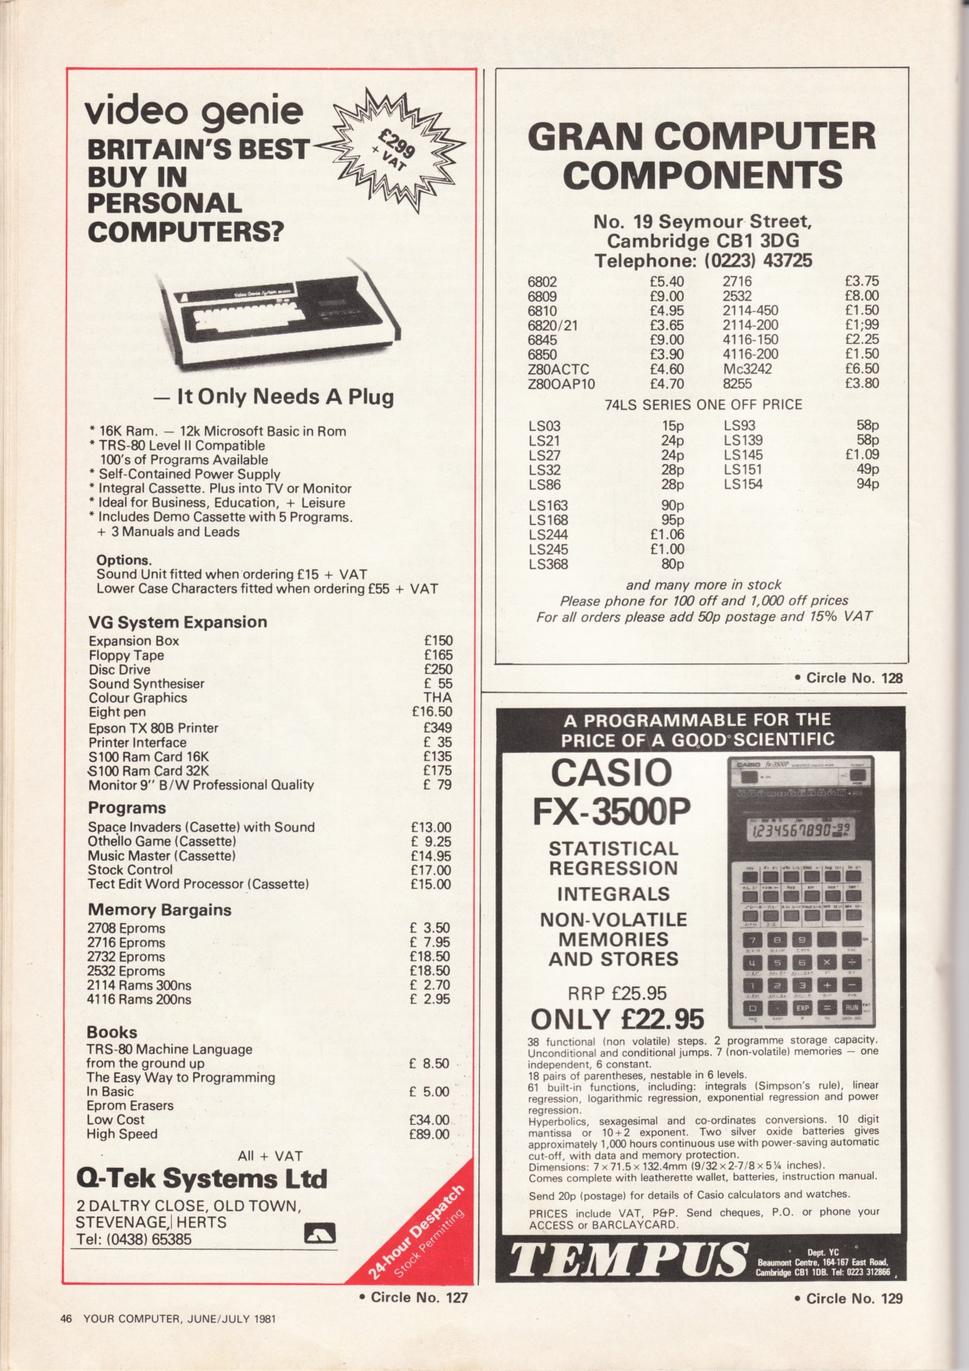 video genie
BRITAIN'S BEST
BUY IN
PERSONAL
COMPUTERS?
£299
+ VAT
Video Genie System
— It Only Needs A Plug
* 16K Ram. — 12k Microsoft Basic in Rom
* TRS-80 Level II Compatible
100's of Programs Available
* Self-Contained Power Supply
* Integral Cassette. Plus into TV or Monitor
* Ideal for Business, Education, + Leisure
* Includes Demo Cassette with 5 Programs.
+ 3 Manuals and Leads
Options.
Sound Unit fitted when ordering £15 + VAT
Lower Case Characters fitted when ordering £55 + VAT
VG System Expansion
Expansion Box £150
Floppy Tape £165
Disc Drive £250
Sound Synthesiser £ 55
Colour Graphics THA
Eight pen £16.50
Epson TX 80B Printer £349
Printer Interface £ 35
S100 Ram Card 16K £135
S100 Ram Card 32K £175
Monitor 9'' B/W Professional Quality £ 79
Programs
Space Invaders (Casette) with Sound £13.00
Othello Game (Cassette) £ 9.25
Music Master (Cassette) £14.95
Stock Control £17.00
Tect Edit Word Processor (Cassette) £15.00
Memory Bargains
2708 Eproms £ 3.50
2716 Eproms £ 7.95
2732 Eproms £18.50
2532 Eproms £18.50
2114 Rams 300ns £ 2.70
4116 Rams 200ns £ 2.95
Books
TRS-80 Machine Language
from the ground up £ 8.50
The Easy Way to Programming
In Basic £ 5.00
Eprom Erasers
Low Cost £34.00
High Speed £89.00
All + VAT
Q-Tek Systems Ltd
2 DALTRY CLOSE, OLD TOWN,
STEVENAGE, HERTS
Tel: (0438) 65385
24-hour Despatch
Stock Permitting
• Circle No. 127
GRAN COMPUTER
COMPONENTS
No. 19 Seymour Street,
Cambridge CB1 3DG
Telephone: (0223) 43725
6802 £5.40 2716 £3.75
6809 £9.00 2532 £8.00
6810 £4.95 2114-450 £1.50
6820/21 £3.65 2114-200 £1;99
6845 £9.00 4116-150 £2.25
6850 £3.90 4116-200 £1.50
Z80ACTC £4.60 Mc3242 £6.50
Z80OAP10 £4.70 8255 £3.80
74LS SERIES ONE OFF PRICE
LS03 15p LS93 58p
LS21 24p LS139 58p
LS27 24p LS145 £1.09
LS32 28p LS151 49p
LS86 28p LS154 94p
LS163 90p
LS168 95p
LS244 £1.06
LS245 £1.00
LS368 80p
and many more in stock
Please phone for 100 off and 1,000 off prices
For all orders please add 50p postage and 15% VAT
• Circle No. 128
A PROGRAMMABLE FOR THE
PRICE OF A GOOD SCIENTIFIC
CASIO
FX-3500P
STATISTICAL
REGRESSION
INTEGRALS
NON-VOLATILE
MEMORIES
AND STORES
RRP £25.95
ONLY £22.95
CASIO fx-3500P
1234567890-99
7 8 9
4 5 6 × ÷
1 2 3 + −
0 · EXP = RUN
38 functional (non volatile) steps. 2 programme storage capacity.
Unconditional and conditional jumps. 7 (non-volatile) memories — one
independent, 6 constant.
18 pairs of parentheses, nestable in 6 levels.
61 built-in functions, including: integrals (Simpson's rule), linear
regression, logarithmic regression, exponential regression and power
regression.
Hyperbolics, sexagesimal and co-ordinates conversions. 10 digit
mantissa or 10+2 exponent. Two silver oxide batteries gives
approximately 1,000 hours continuous use with power-saving automatic
cut-off, with data and memory protection.
Dimensions: 7×71.5×132.4mm (9/32×2-7/8×5¼ inches).
Comes complete with leatherette wallet, batteries, instruction manual.
Send 20p (postage) for details of Casio calculators and watches.
PRICES include VAT, P&P. Send cheques, P.O. or phone your
ACCESS or BARCLAYCARD.
TEMPUS
Dept. YC
Beaumont Centre, 164-167 East Road,
Cambridge CB1 1DB. Tel: 0223 312866
• Circle No. 129
46 YOUR COMPUTER, JUNE/JULY 1981